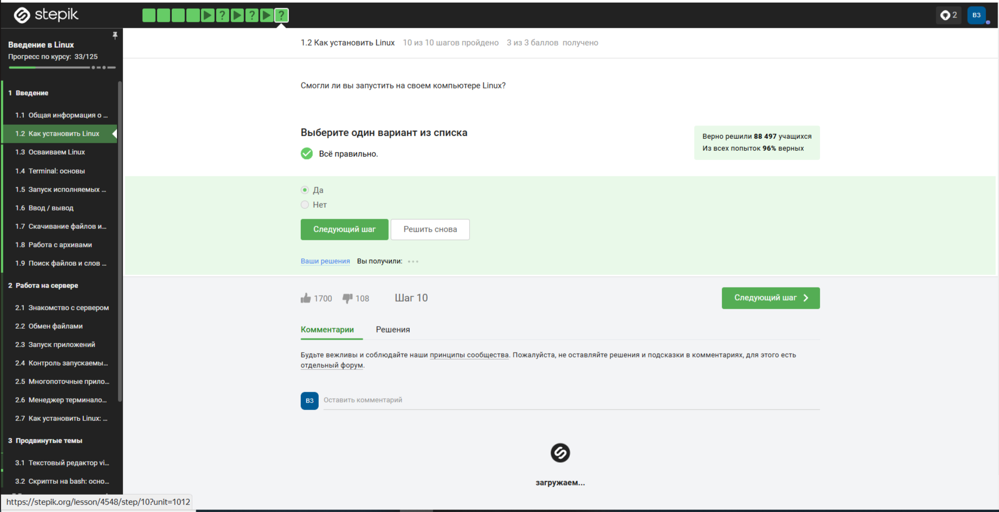 stepik
? ? ? 
2
ВЗ
Введение в Linux
Прогресс по курсу: 33/125
1 Введение
1.1 Общая информация о ...
1.2 Как установить Linux
1.3 Осваиваем Linux
1.4 Terminal: основы
1.5 Запуск исполняемых ...
1.6 Ввод / вывод
1.7 Скачивание файлов и...
1.8 Работа с архивами
1.9 Поиск файлов и слов ...
2 Работа на сервере
2.1 Знакомство с сервером
2.2 Обмен файлами
2.3 Запуск приложений
2.4 Контроль запускаемы...
2.5 Многопоточные прило...
2.6 Менеджер терминало...
2.7 Как установить Linux: ...
3 Продвинутые темы
3.1 Текстовый редактор vi...
3.2 Скрипты на bash: осно...
https://stepik.org/lesson/4548/step/10?unit=1012
1.2 Как установить Linux 10 из 10 шагов пройдено 3 из 3 баллов получено
Смогли ли вы запустить на своем компьютере Linux?
Выберите один вариант из списка
Всё правильно.
Верно решили 88 497 учащихся
Из всех попыток 96% верных
Да
Нет
Следующий шаг
Решить снова
Ваши решения Вы получили:
1700 108 Шаг 10
Следующий шаг
Комментарии Решения
Будьте вежливы и соблюдайте наши принципы сообщества. Пожалуйста, не оставляйте решения и подсказки в комментариях, для этого есть
отдельный форум.
ВЗ
Оставить комментарий
загружаем...